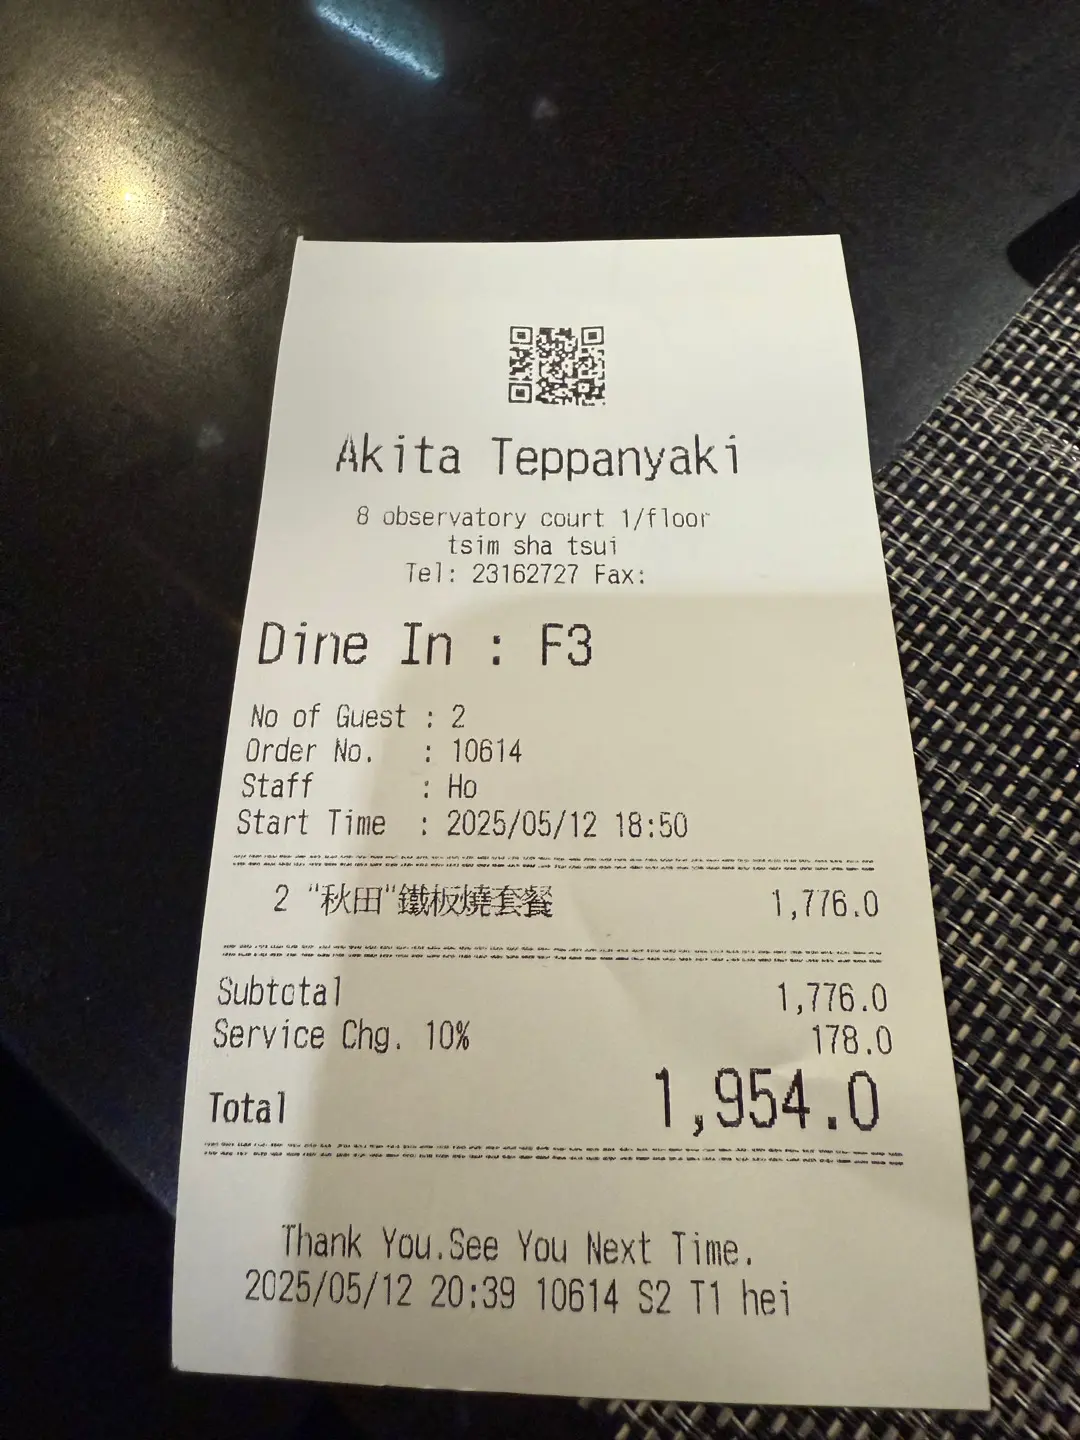 Akita Teppanyaki
8 observatory court 1/floor
tsim sha tsui
Tel: 23162727 Fax:
Dine In : F3
No of Guest : 2
Order No. : 10614
Staff : Ho
Start Time : 2025/05/12 18:50
2 "秋田"鐵板燒套餐 1,776.0
Subtotal 1,776.0
Service Chg. 10% 178.0
Total 1,954.0
Thank You.See You Next Time.
2025/05/12 20:39 10614 S2 T1 hei